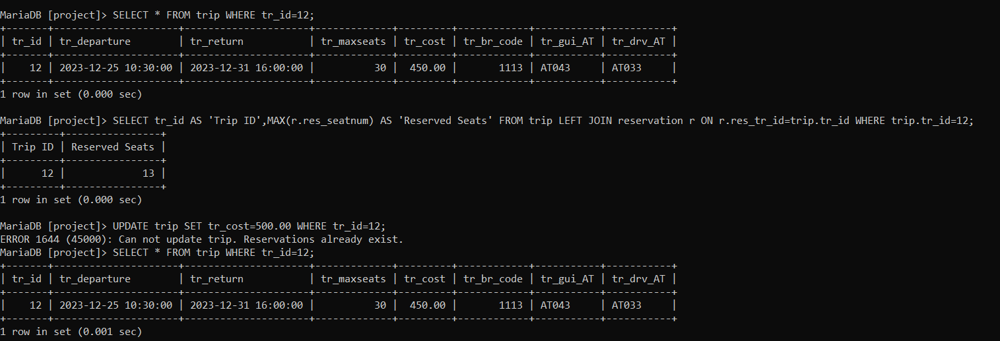 MariaDB [project]> SELECT * FROM trip WHERE tr_id=12;
+-------+---------------------+---------------------+-------------+---------+------------+-----------+-----------+
| tr_id | tr_departure        | tr_return           | tr_maxseats | tr_cost | tr_br_code | tr_gui_AT | tr_drv_AT |
+-------+---------------------+---------------------+-------------+---------+------------+-----------+-----------+
|    12 | 2023-12-25 10:30:00 | 2023-12-31 16:00:00 |          30 |  450.00 |       1113 | AT043     | AT033     |
+-------+---------------------+---------------------+-------------+---------+------------+-----------+-----------+
1 row in set (0.000 sec)

MariaDB [project]> SELECT tr_id AS 'Trip ID',MAX(r.res_seatnum) AS 'Reserved Seats' FROM trip LEFT JOIN reservation r ON r.res_tr_id=trip.tr_id WHERE trip.tr_id=12;
+---------+----------------+
| Trip ID | Reserved Seats |
+---------+----------------+
|      12 |             13 |
+---------+----------------+
1 row in set (0.000 sec)

MariaDB [project]> UPDATE trip SET tr_cost=500.00 WHERE tr_id=12;
ERROR 1644 (45000): Can not update trip. Reservations already exist.
MariaDB [project]> SELECT * FROM trip WHERE tr_id=12;
+-------+---------------------+---------------------+-------------+---------+------------+-----------+-----------+
| tr_id | tr_departure        | tr_return           | tr_maxseats | tr_cost | tr_br_code | tr_gui_AT | tr_drv_AT |
+-------+---------------------+---------------------+-------------+---------+------------+-----------+-----------+
|    12 | 2023-12-25 10:30:00 | 2023-12-31 16:00:00 |          30 |  450.00 |       1113 | AT043     | AT033     |
+-------+---------------------+---------------------+-------------+---------+------------+-----------+-----------+
1 row in set (0.001 sec)